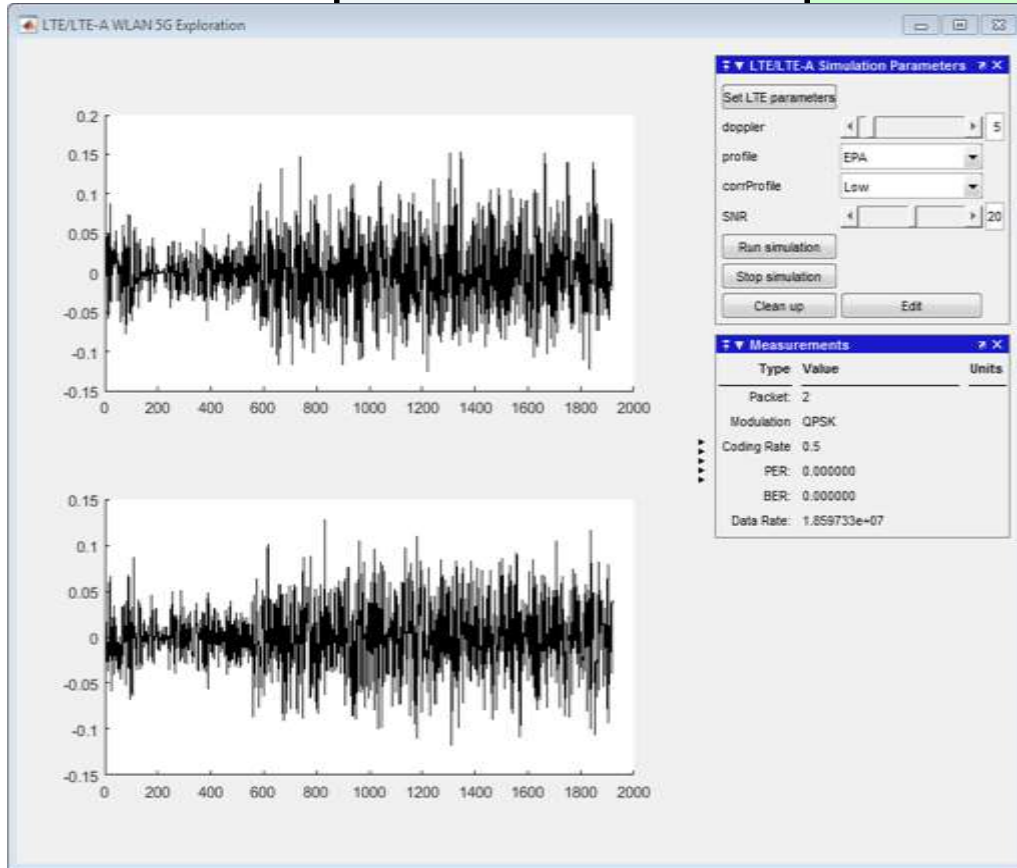 LTE/LTE-A WLAN 5G Exploration
0.2
0.15
0.1
0.05
0
-0.05
-0.1
-0.15
0 200 400 600 800 1000 1200 1400 1600 1800 2000
0.15
0.1
0.05
0
-0.05
-0.1
-0.15
0 200 400 600 800 1000 1200 1400 1600 1800 2000
LTE/LTE-A Simulation Parameters
Set LTE parameters
doppler 5
profile EPA
corrProfile Low
SNR 20
Run simulation
Stop simulation
Clean up Edit
Measurements
Type Value Units
Packet: 2
Modulation QPSK
Coding Rate 0.5
PER: 0.000000
BER: 0.000000
Data Rate: 1.859733e+07